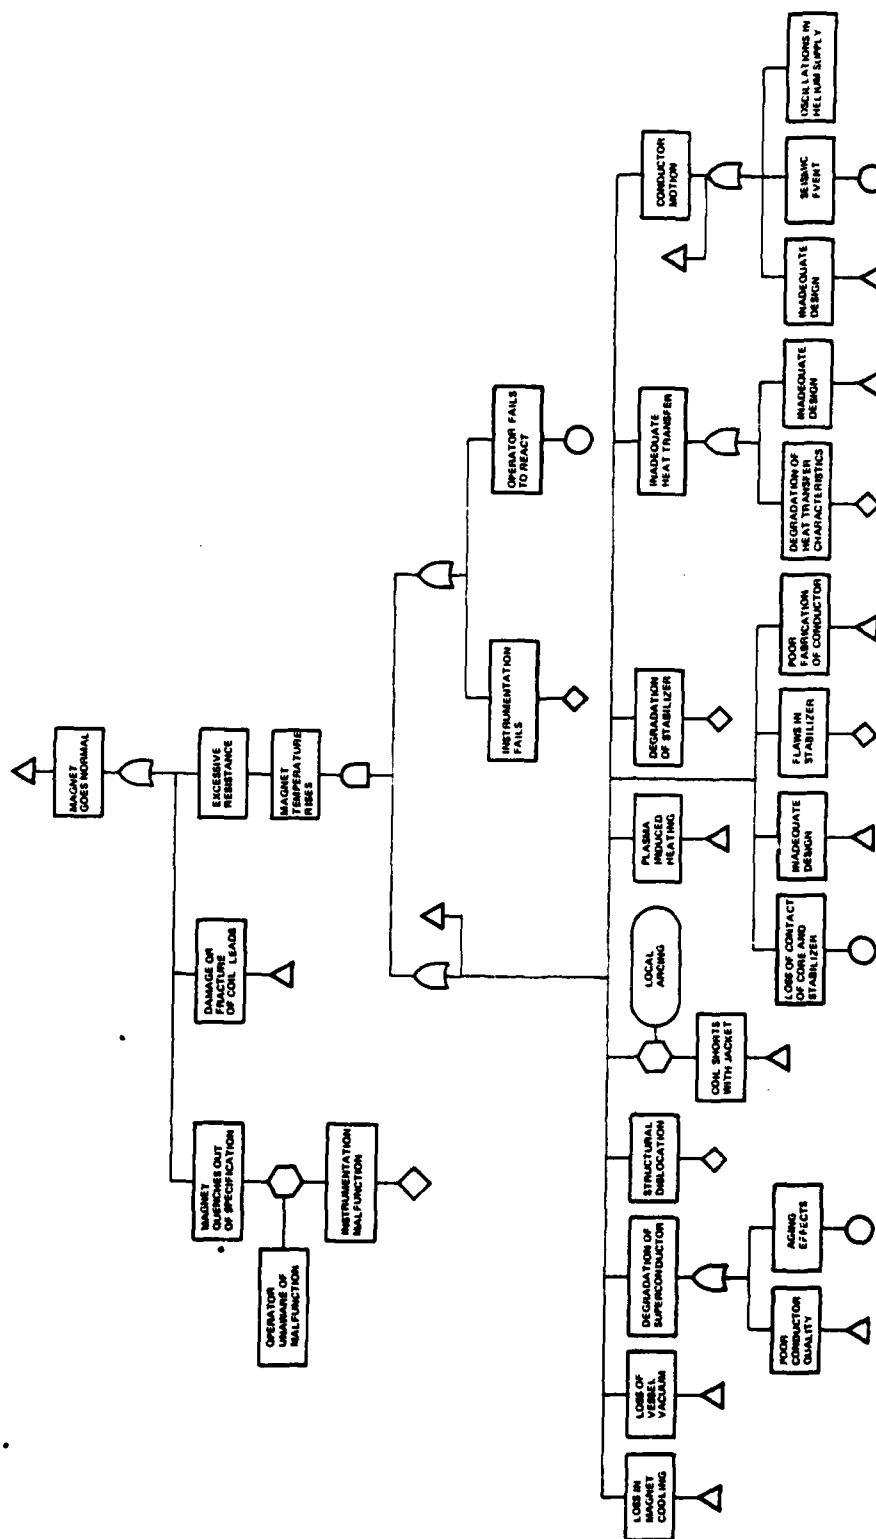 MAGNET
GOES NORMAL
MAGNET
QUENCHES OUT
OF SPECIFICATION
DAMAGE OR
FRACTURE
OF COIL LEADS
EXCESSIVE
RESISTANCE
OPERATOR
UNAWARE OF
MALFUNCTION
INSTRUMENTATION
MALFUNCTION
MAGNET
TEMPERATURE
RISES
INSTRUMENTATION
FAILS
OPERATOR FAILS
TO REACT
LOSS IN
MAGNET
COOLING
LOSS OF
VESSEL
VACUUM
DEGRADATION OF
SUPERCONDUCTOR
STRUCTURAL
DISLOCATION
LOCAL
ARCING
COIL SHORTS
WITH JACKET
PLASMA
INDUCED
HEATING
DEGRADATION
OF STABILIZER
INADEQUATE
HEAT TRANSFER
CONDUCTOR
MOTION
POOR
CONDUCTOR
QUALITY
AGING
EFFECTS
LOSS OF CONTACT
OF CORE AND
STABILIZER
INADEQUATE
DESIGN
FLAWS IN
STABILIZER
POOR
FABRICATION
OF CONDUCTOR
DEGRADATION OF
HEAT TRANSFER
CHARACTERISTICS
INADEQUATE
DESIGN
INADEQUATE
DESIGN
SEISMIC
EVENT
OSCILLATIONS IN
HELIUM SUPPLY